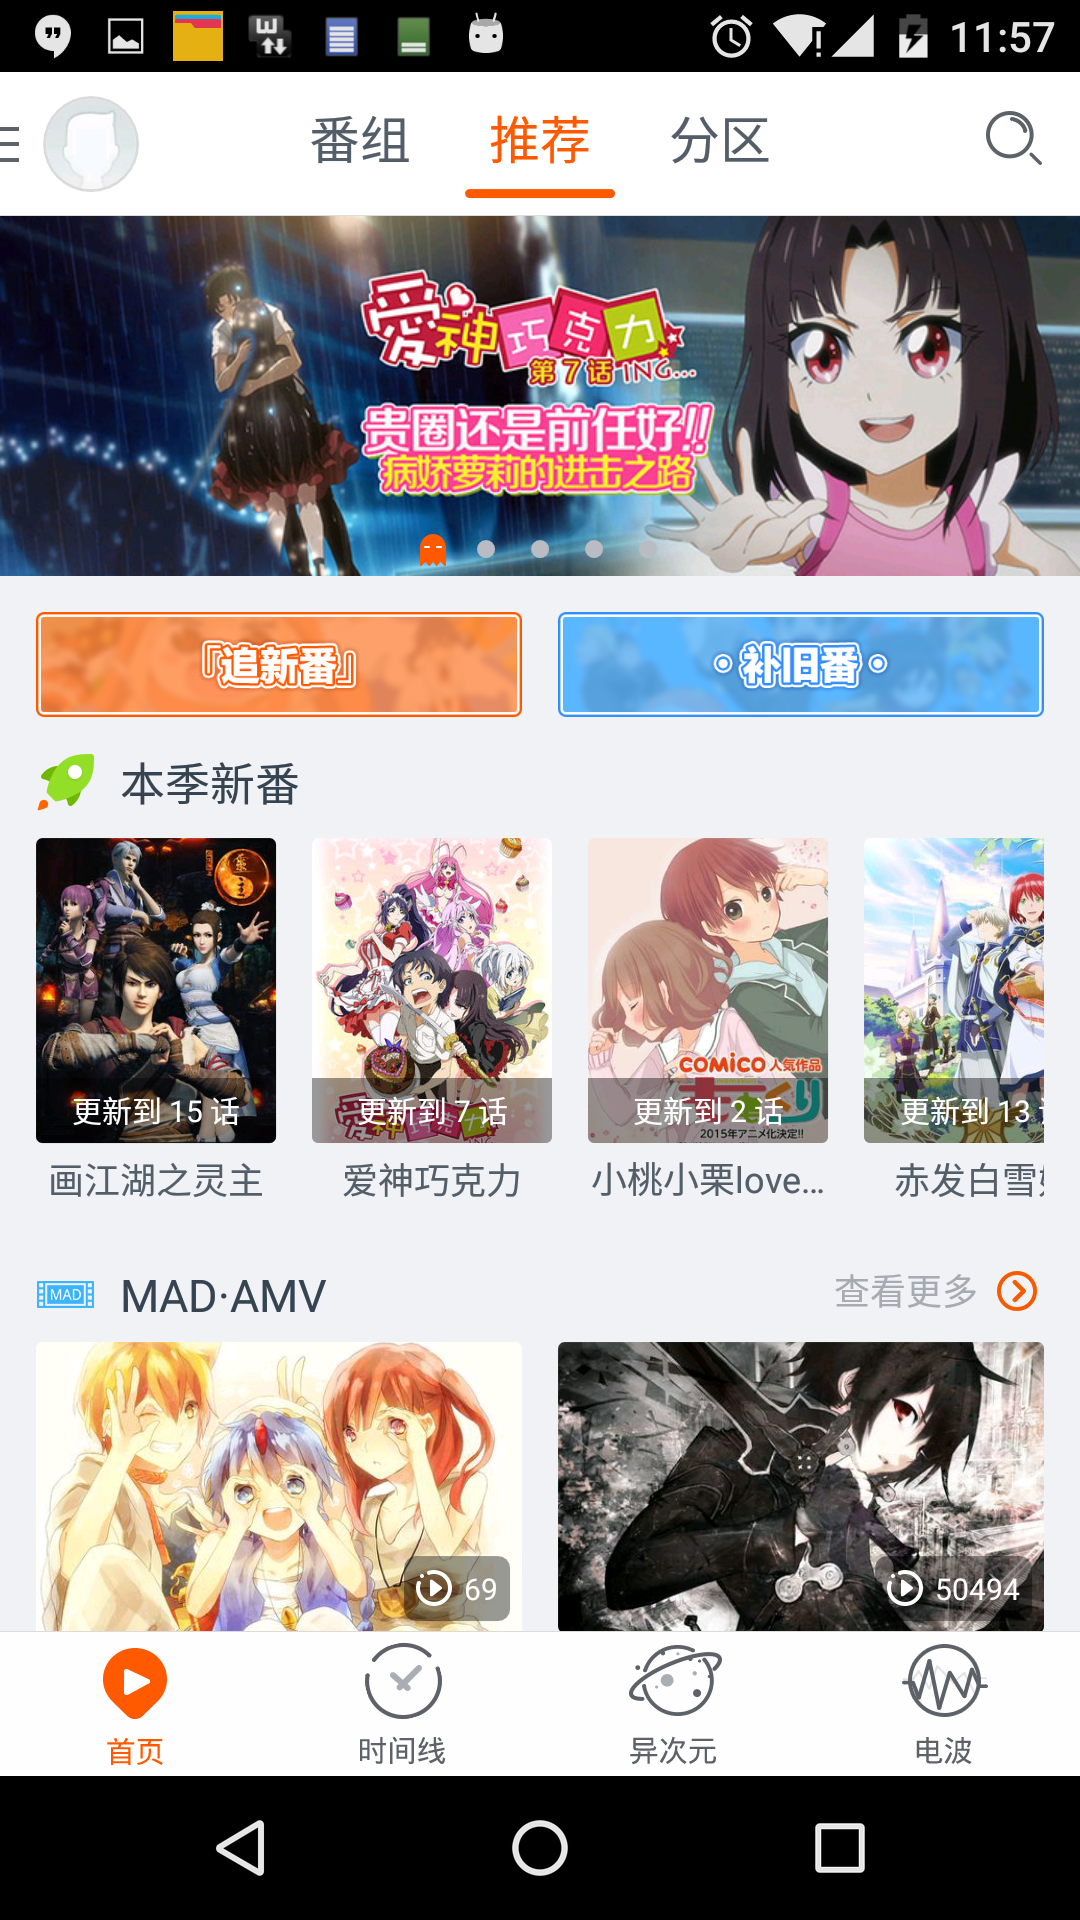 11:57
番组
推荐
分区
愛神巧克力
第7话 ING...
贵圈还是前任好!!
病娇萝莉的进击之路
『追新番』
补旧番
本季新番
更新到 15 话
更新到 7 话
COMiCO 人気作品
2015年アニメ化決定!!
更新到 2 话
更新到 13
画江湖之灵主
爱神巧克力
小桃小栗love...
赤发白雪
MAD
MAD·AMV
查看更多
69
50494
首页
时间线
异次元
电波